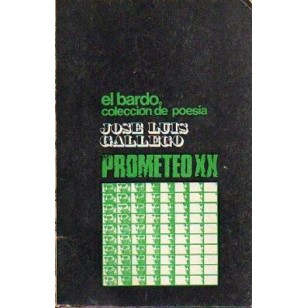 el bardo,
colección de poesía
JOSE LUIS
GALLEGO
PROMETEO XX